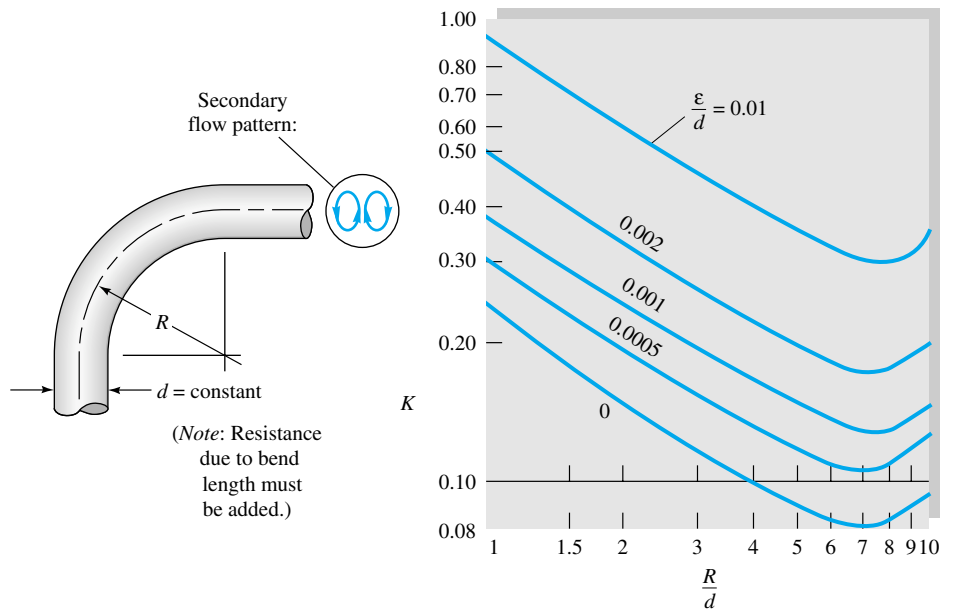 Secondary
flow pattern:
R
d = constant
(Note: Resistance
due to bend
length must
be added.)
K
1.00
0.80
0.70
0.60
0.50
0.40
0.30
0.20
0.10
0.08
ε/d = 0.01
0.002
0.001
0.0005
0
1 1.5 2 3 4 5 6 7 8 9 10
R/d